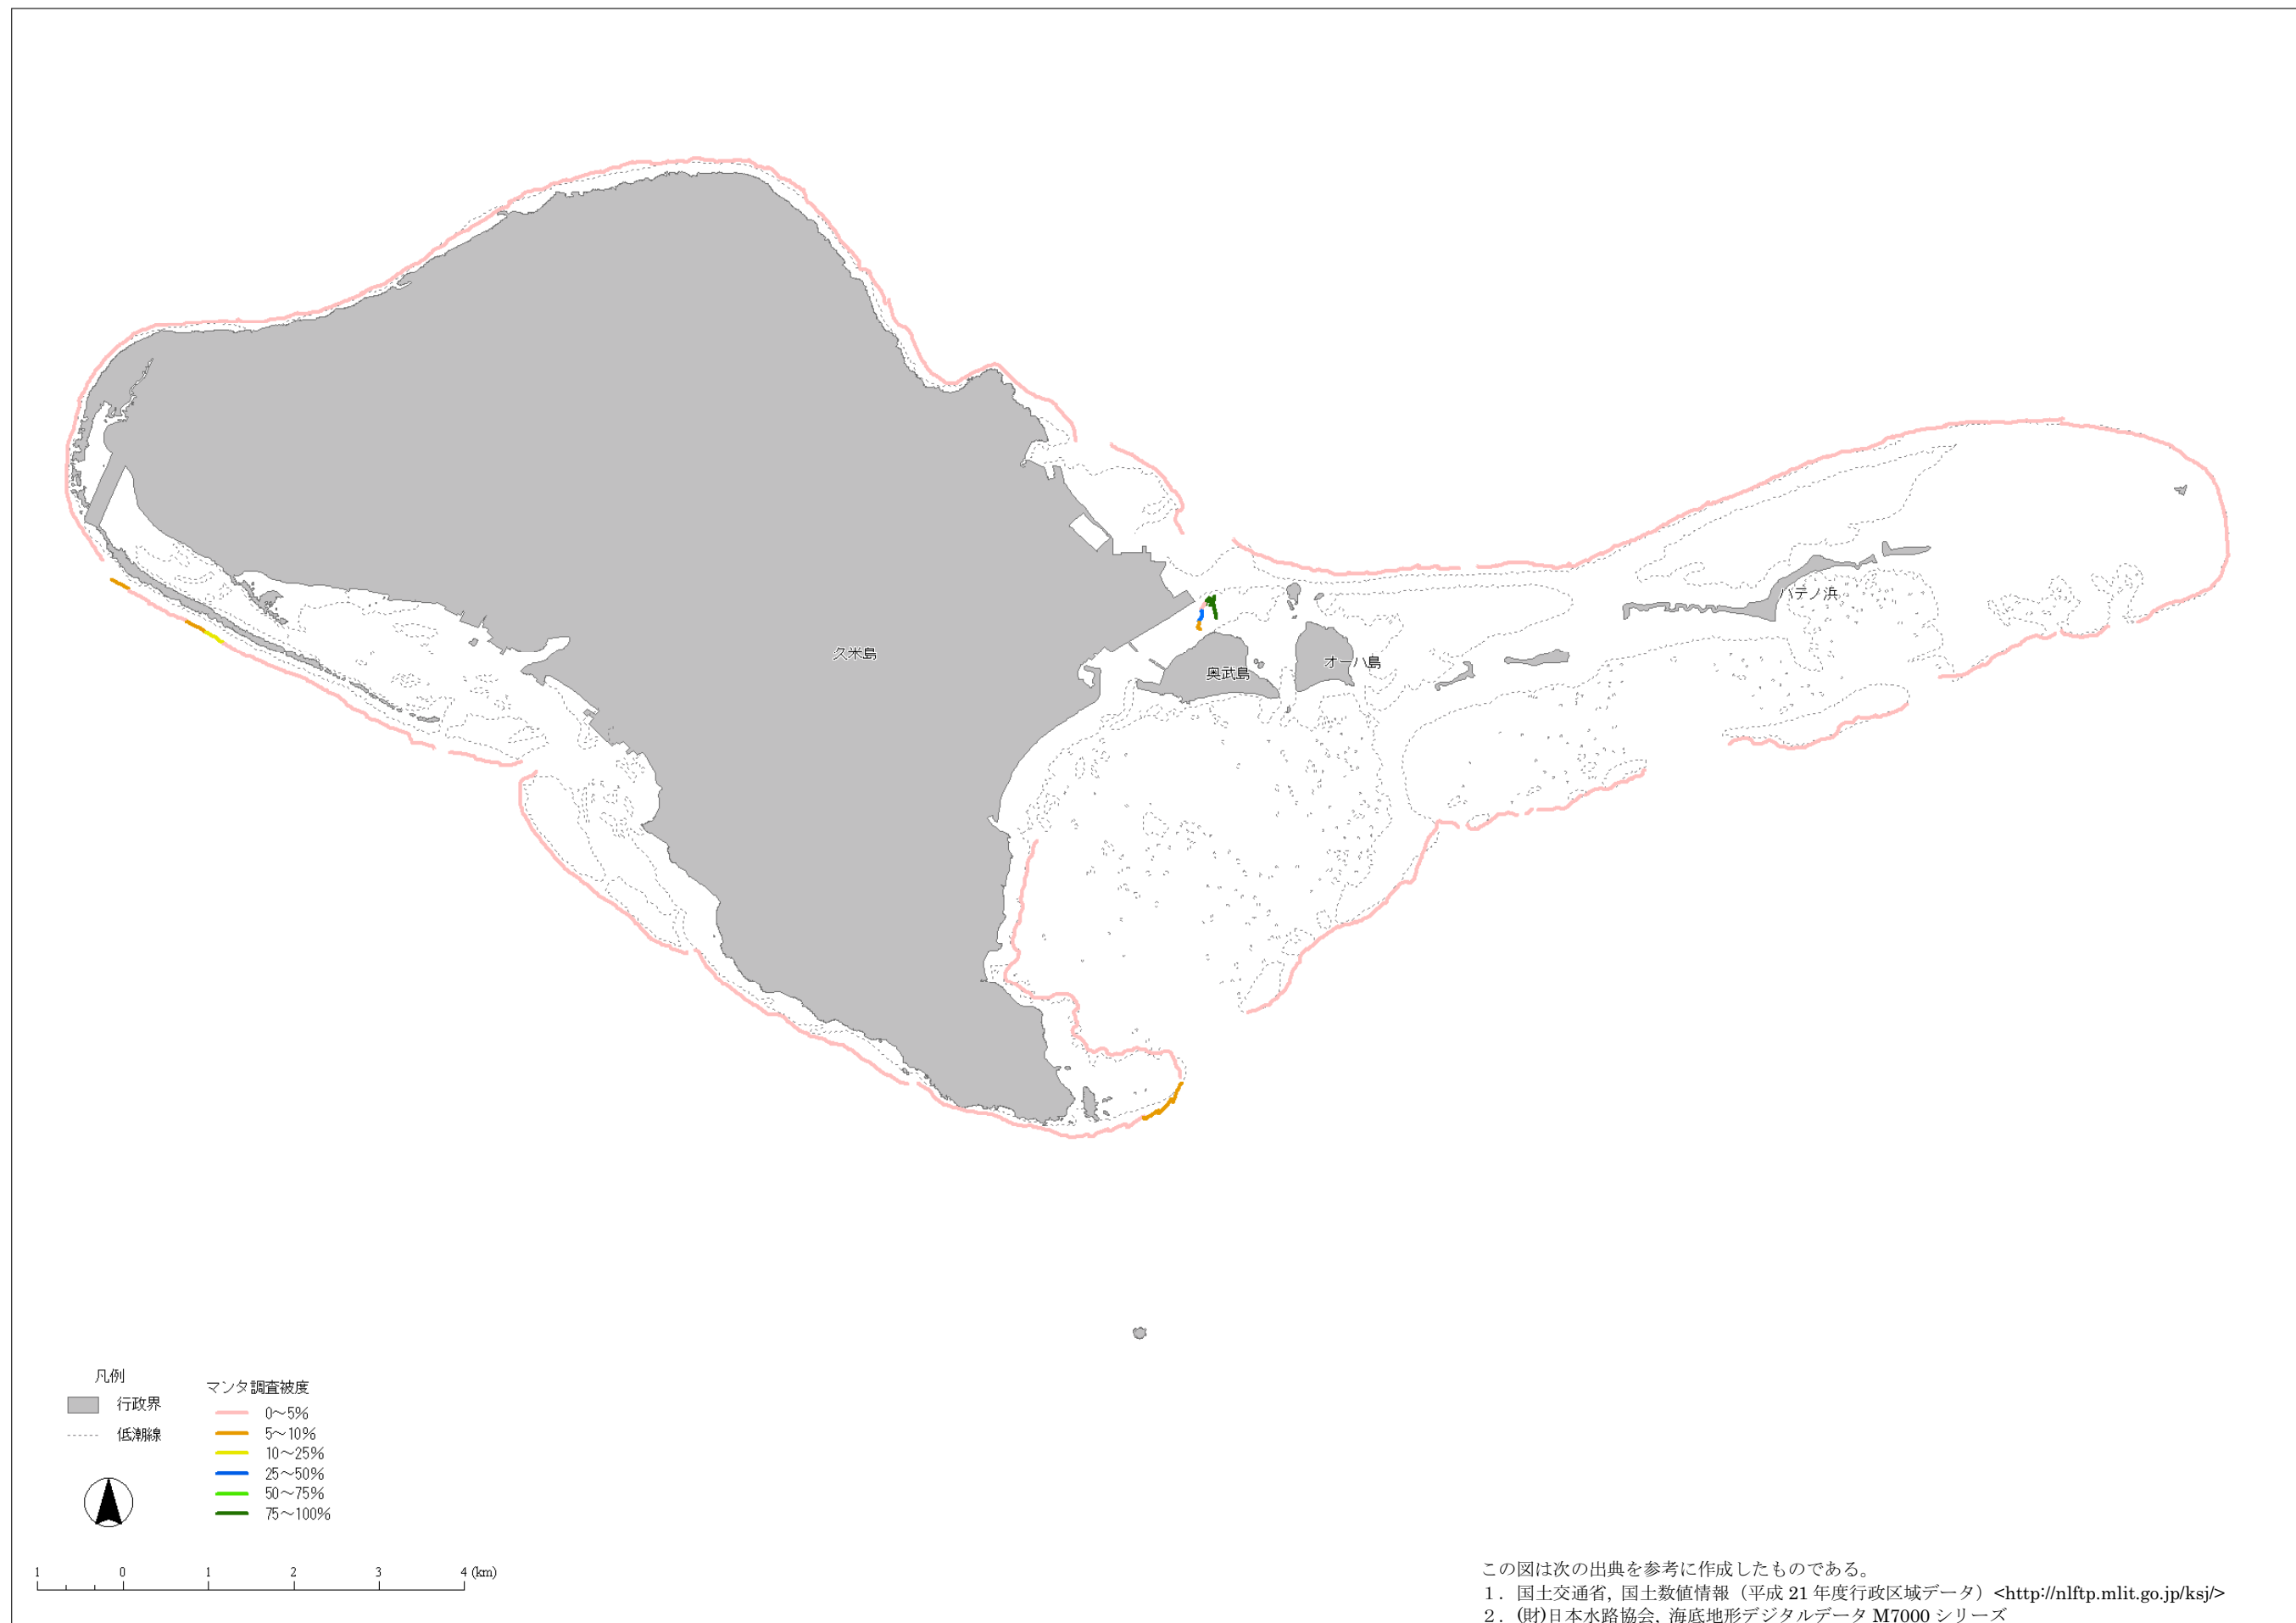 ハテノ浜
久米島
奥武島
オーハ島
凡例
行政界
低潮線
マンタ調査被度
0～5%
5～10%
10～25%
25～50%
50～75%
75～100%
1 0 1 2 3 4 (km)
この図は次の出典を参考に作成したものである。
１．国土交通省, 国土数値情報（平成 21 年度行政区域データ）<http://nlftp.mlit.go.jp/ksj/>
２．(財)日本水路協会, 海底地形デジタルデータ M7000 シリーズ